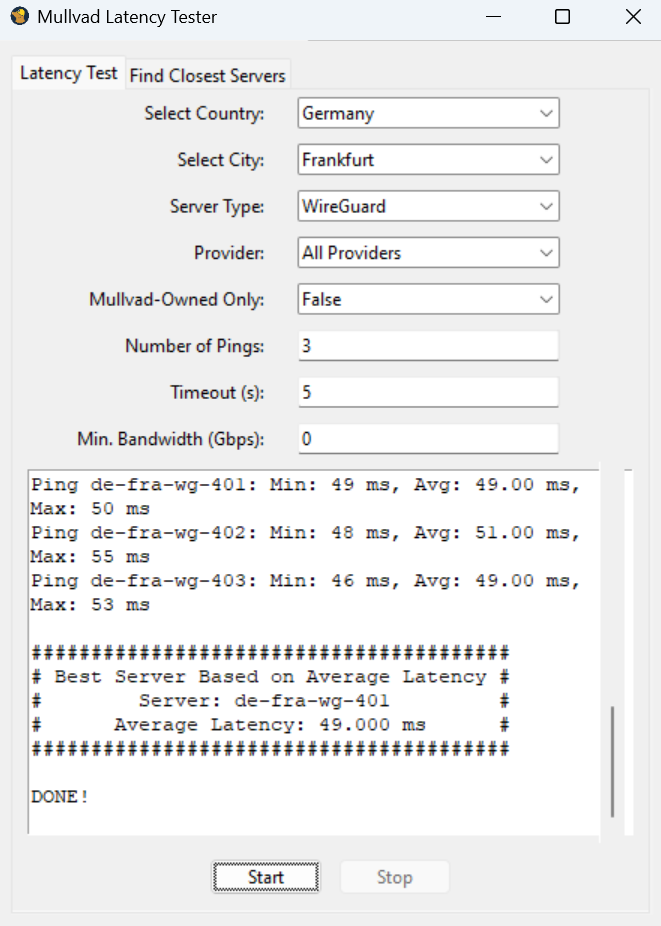 Mullvad Latency Tester
Latency Test
Find Closest Servers
Select Country: Germany
Select City: Frankfurt
Server Type: WireGuard
Provider: All Providers
Mullvad-Owned Only: False
Number of Pings: 3
Timeout (s): 5
Min. Bandwidth (Gbps): 0
Ping de-fra-wg-401: Min: 49 ms, Avg: 49.00 ms,
Max: 50 ms
Ping de-fra-wg-402: Min: 48 ms, Avg: 51.00 ms,
Max: 55 ms
Ping de-fra-wg-403: Min: 46 ms, Avg: 49.00 ms,
Max: 53 ms
########################################
# Best Server Based on Average Latency #
#        Server: de-fra-wg-401         #
#      Average Latency: 49.000 ms      #
########################################
DONE!
Start
Stop